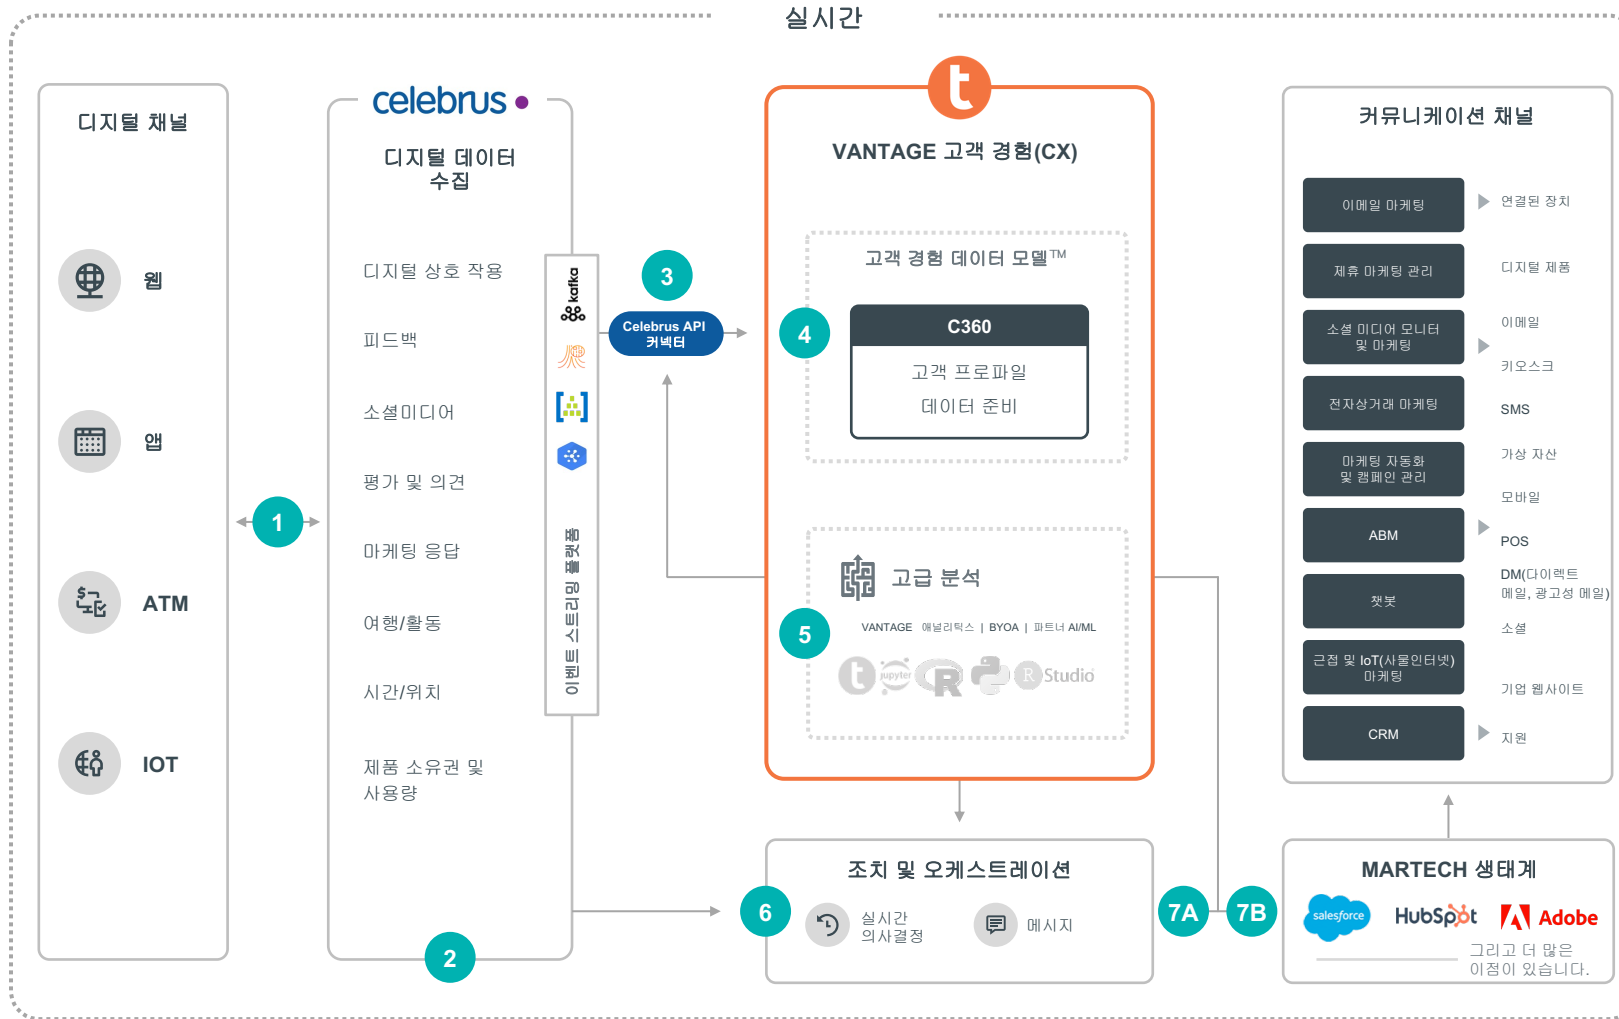 실시간
디지털 채널
웹
앱
ATM
IOT
1
celebrus
디지털 데이터
수집
디지털 상호 작용
피드백
소셜미디어
평가 및 의견
마케팅 응답
여행/활동
시간/위치
제품 소유권 및
사용량
2
kafka
이벤트 스트리밍 플랫폼
3
Celebrus API
커넥터
t
VANTAGE 고객 경험(CX)
고객 경험 데이터 모델™
4
C360
고객 프로파일
데이터 준비
고급 분석
5
VANTAGE 애널리틱스 | BYOA | 파트너 AI/ML
t
jupyter
R
R Studio
조치 및 오케스트레이션
6
실시간
의사결정
메시지
7A
7B
커뮤니케이션 채널
이메일 마케팅
제휴 마케팅 관리
소셜 미디어 모니터
및 마케팅
전자상거래 마케팅
마케팅 자동화
및 캠페인 관리
ABM
챗봇
근접 및 IoT(사물인터넷)
마케팅
CRM
연결된 장치
디지털 제품
이메일
키오스크
SMS
가상 자산
모바일
POS
DM(다이렉트
메일, 광고성 메일)
소셜
기업 웹사이트
지원
MARTECH 생태계
salesforce
HubSpot
Adobe
그리고 더 많은
이점이 있습니다.